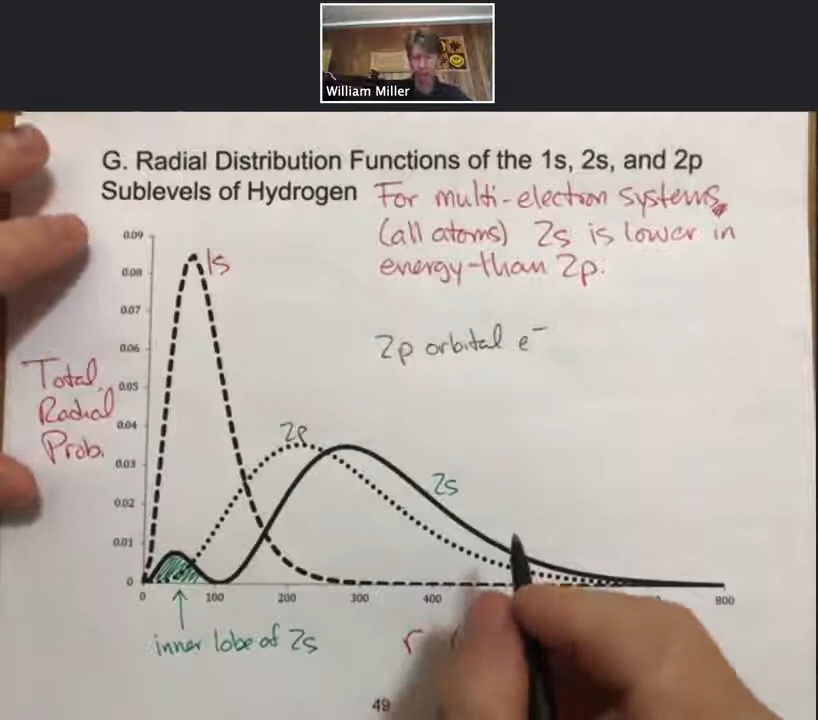 William Miller
G. Radial Distribution Functions of the 1s, 2s, and 2p
Sublevels of Hydrogen
For multi-electron systems,
(all atoms) 2s is lower in
energy than 2p.
0.09
1s
0.08
0.07
0.06
2p orbital e⁻
Total
Radial
Prob.
0.05
0.04
2p
0.03
2s
0.02
0.01
0
0 100 200 300 400 800
inner lobe of 2s
r
49